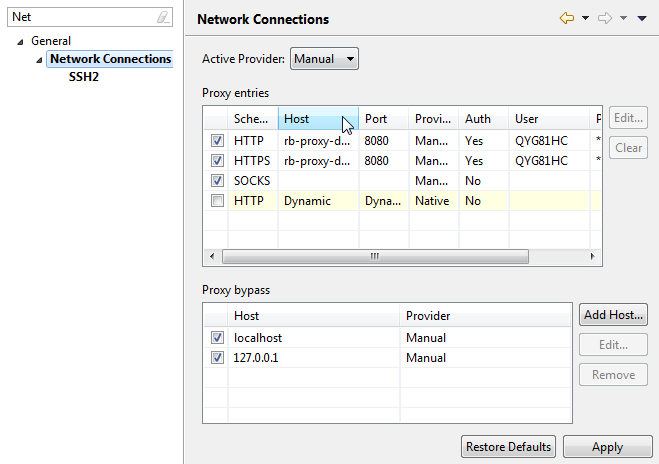 Net
Network Connections
General
Network Connections
SSH2
Active Provider: Manual
Proxy entries
Sche... Host Port Provi... Auth User P
HTTP rb-proxy-d... 8080 Man... Yes QYG81HC *
HTTPS rb-proxy-d... 8080 Man... Yes QYG81HC *
SOCKS Man... No
HTTP Dynamic Dyna... Native No
Edit...
Clear
Proxy bypass
Host Provider
localhost Manual
127.0.0.1 Manual
Add Host...
Edit...
Remove
Restore Defaults Apply